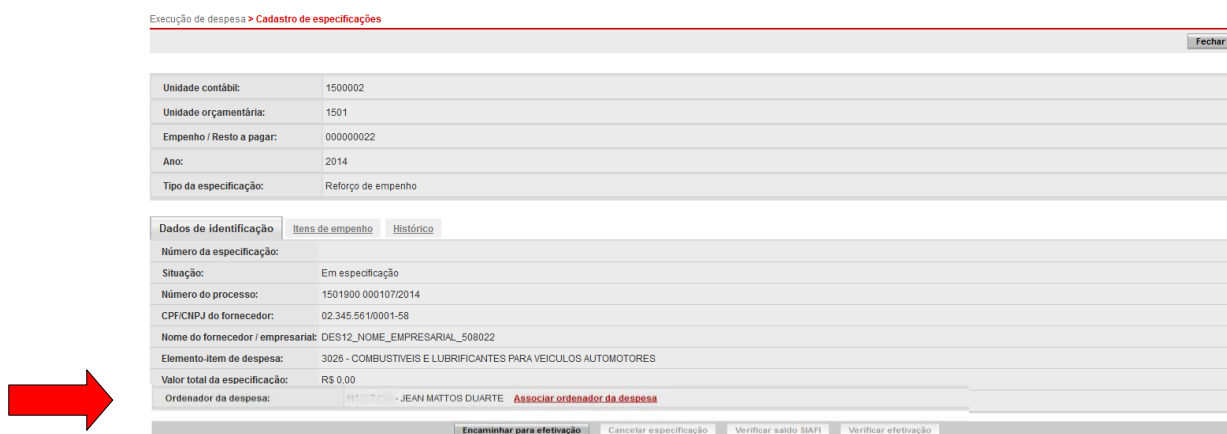 Execução de despesa > Cadastro de especificações
Fechar
Unidade contábil: 1500002
Unidade orçamentária: 1501
Empenho / Resto a pagar: 000000022
Ano: 2014
Tipo da especificação: Reforço de empenho
Dados de identificação Itens de empenho Histórico
Número da especificação:
Situação: Em especificação
Número do processo: 1501900 000107/2014
CPF/CNPJ do fornecedor: 02.345.561/0001-58
Nome do fornecedor / empresarial: DES12_NOME_EMPRESARIAL_508022
Elemento-item de despesa: 3026 - COMBUSTIVEIS E LUBRIFICANTES PARA VEICULOS AUTOMOTORES
Valor total da especificação: R$ 0,00
Ordenador da despesa: - JEAN MATTOS DUARTE Associar ordenador da despesa
Encaminhar para efetivação Cancelar especificação Verificar saldo SIAFI Verificar efetivação